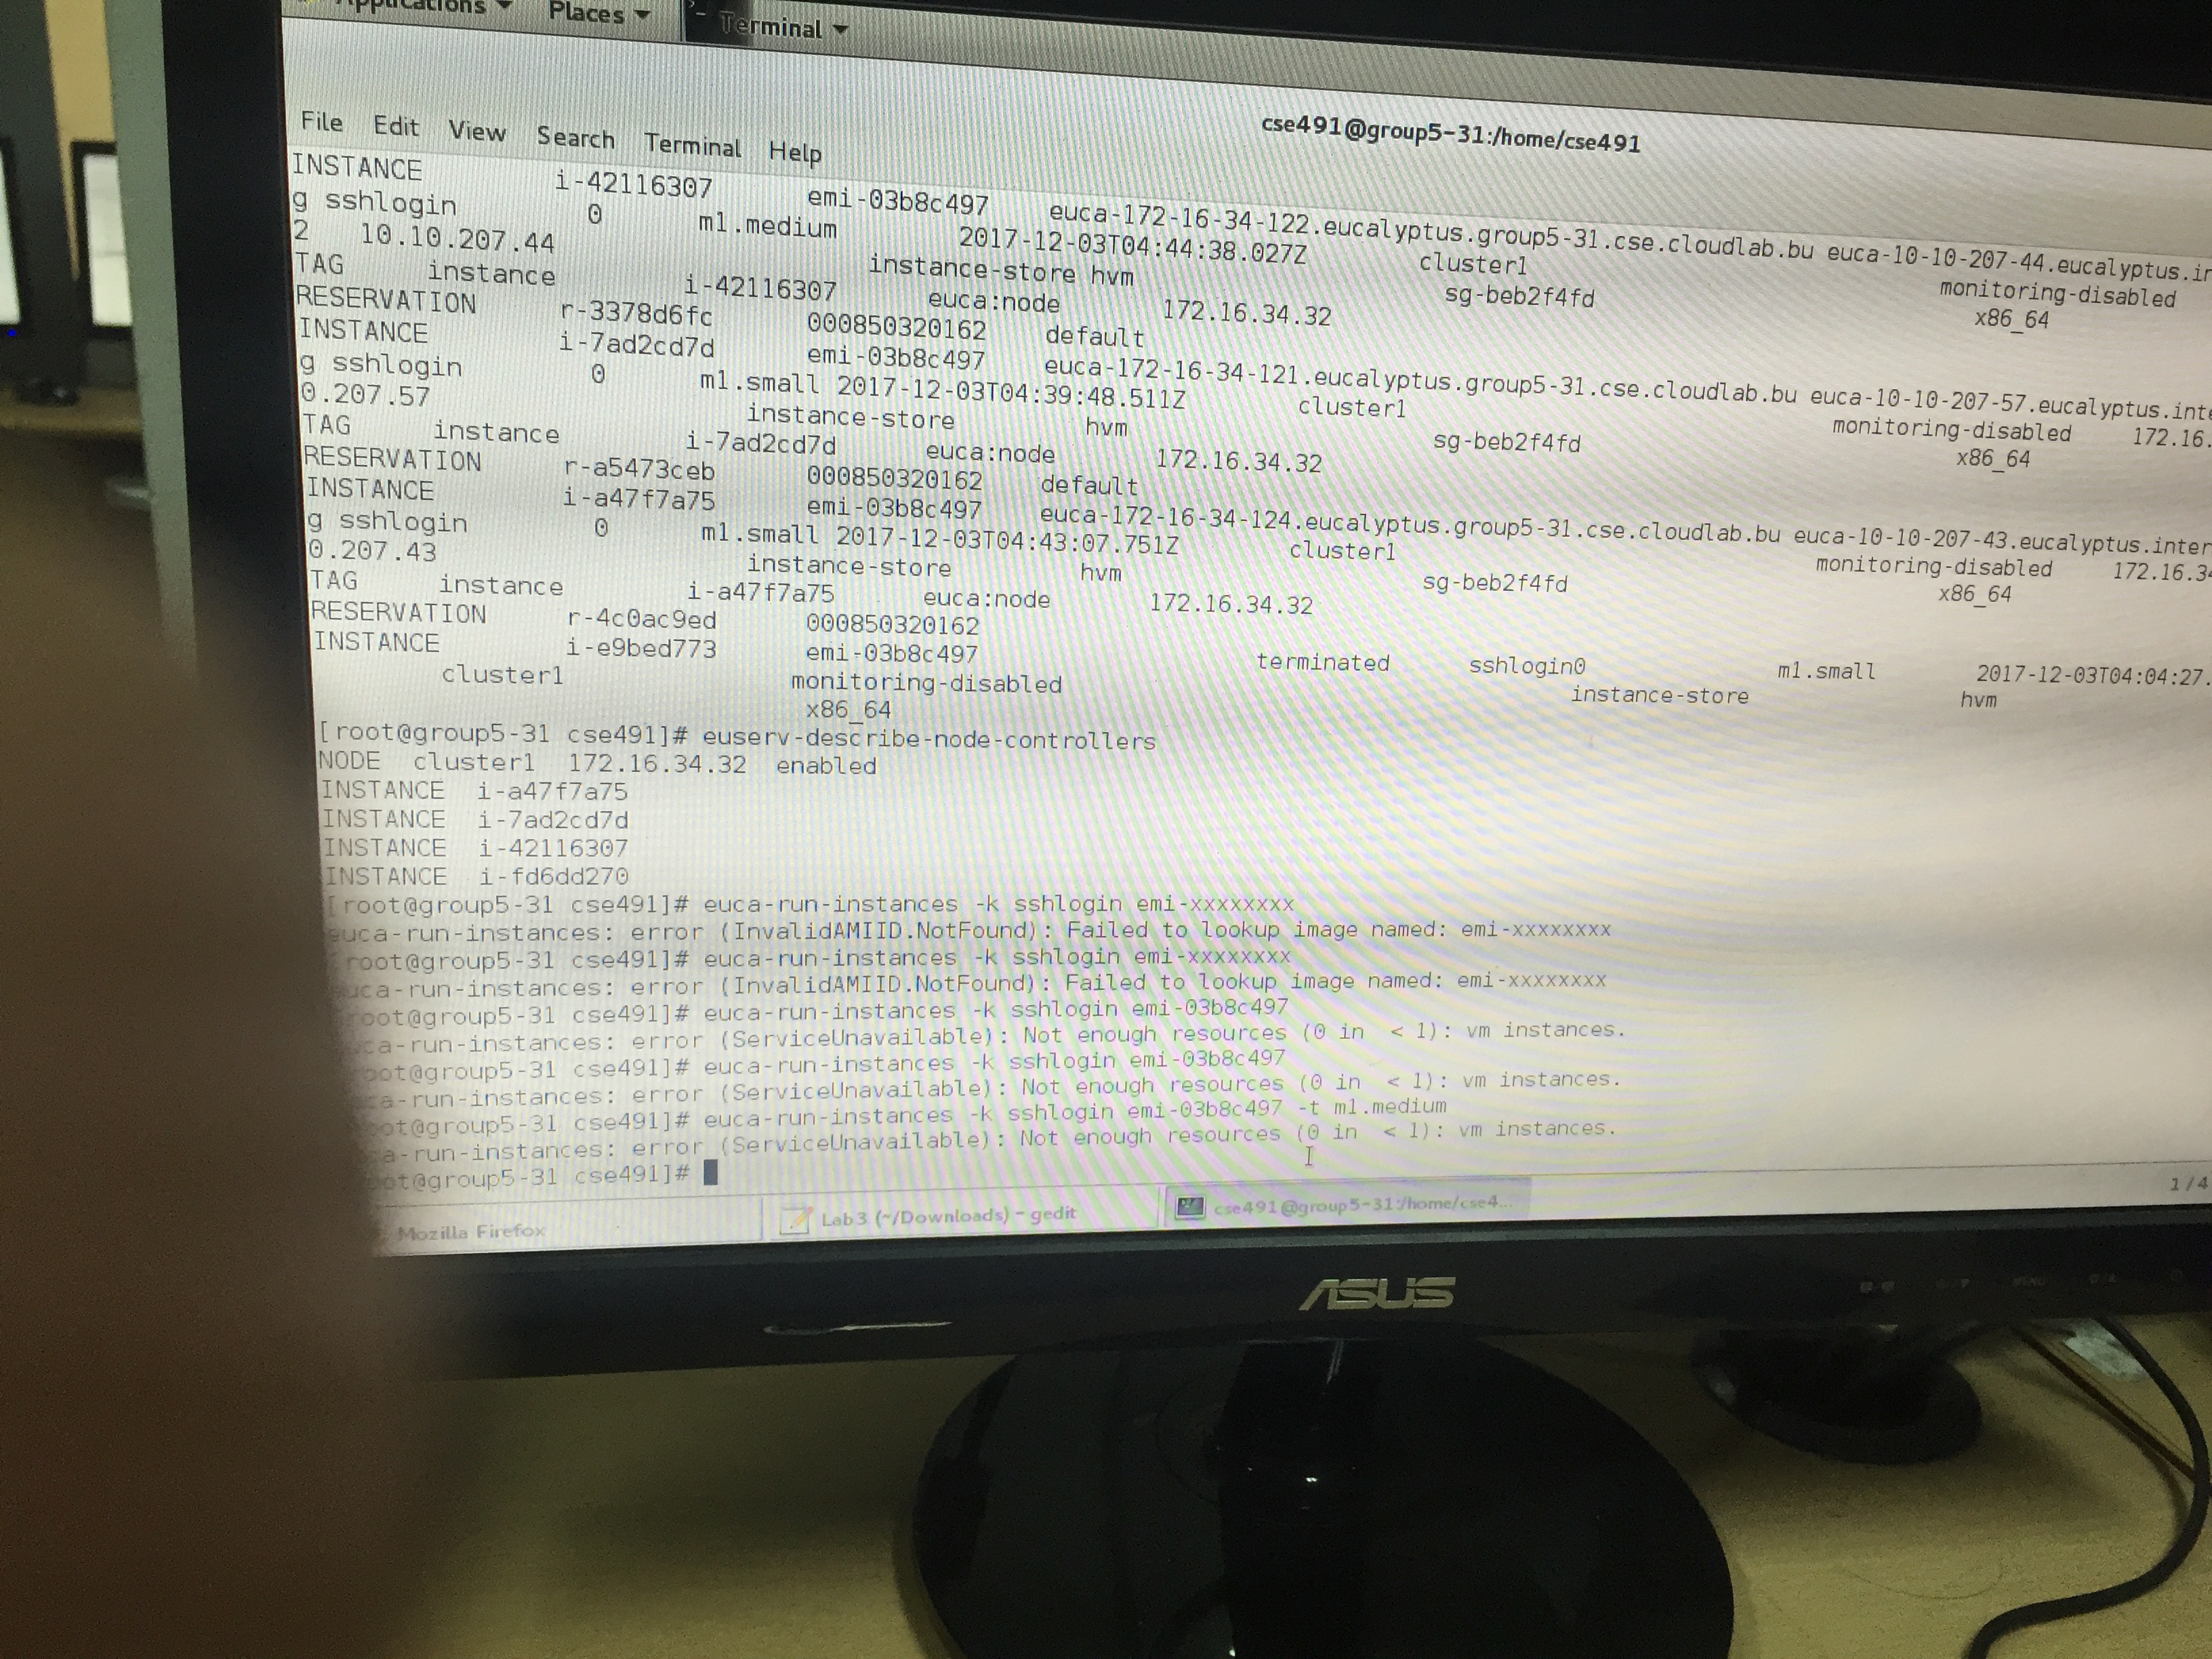 Applications Places Terminal
cse491@group5-31:/home/cse491
File Edit View Search Terminal Help
INSTANCE i-42116307 emi-03b8c497 euca-172-16-34-122.eucalyptus.group5-31.cse.cloudlab.bu euca-10-10-207-44.eucalyptus.in
g sshlogin 0 m1.medium 2017-12-03T04:44:38.027Z cluster1 monitoring-disabled
2 10.10.207.44 instance-store hvm sg-beb2f4fd x86_64
TAG instance i-42116307 euca:node 172.16.34.32
RESERVATION r-3378d6fc 000850320162 default
INSTANCE i-7ad2cd7d emi-03b8c497 euca-172-16-34-121.eucalyptus.group5-31.cse.cloudlab.bu euca-10-10-207-57.eucalyptus.inte
g sshlogin 0 m1.small 2017-12-03T04:39:48.511Z cluster1 monitoring-disabled 172.16.
0.207.57 instance-store hvm sg-beb2f4fd x86_64
TAG instance i-7ad2cd7d euca:node 172.16.34.32
RESERVATION r-a5473ceb 000850320162 default
INSTANCE i-a47f7a75 emi-03b8c497 euca-172-16-34-124.eucalyptus.group5-31.cse.cloudlab.bu euca-10-10-207-43.eucalyptus.inter
g sshlogin 0 m1.small 2017-12-03T04:43:07.751Z cluster1 monitoring-disabled 172.16.34
0.207.43 instance-store hvm sg-beb2f4fd x86_64
TAG instance i-a47f7a75 euca:node 172.16.34.32
RESERVATION r-4c0ac9ed 000850320162
INSTANCE i-e9bed773 emi-03b8c497 terminated sshlogin0 m1.small 2017-12-03T04:04:27.
cluster1 monitoring-disabled instance-store hvm
x86_64
[root@group5-31 cse491]# euserv-describe-node-controllers
NODE cluster1 172.16.34.32 enabled
INSTANCE i-a47f7a75
INSTANCE i-7ad2cd7d
INSTANCE i-42116307
INSTANCE i-fd6dd270
[root@group5-31 cse491]# euca-run-instances -k sshlogin emi-xxxxxxxx
euca-run-instances: error (InvalidAMIID.NotFound): Failed to lookup image named: emi-xxxxxxxx
root@group5-31 cse491]# euca-run-instances -k sshlogin emi-xxxxxxxx
uca-run-instances: error (InvalidAMIID.NotFound): Failed to lookup image named: emi-xxxxxxxx
root@group5-31 cse491]# euca-run-instances -k sshlogin emi-03b8c497
ca-run-instances: error (ServiceUnavailable): Not enough resources (0 in < 1): vm instances.
oot@group5-31 cse491]# euca-run-instances -k sshlogin emi-03b8c497
ca-run-instances: error (ServiceUnavailable): Not enough resources (0 in < 1): vm instances.
oot@group5-31 cse491]# euca-run-instances -k sshlogin emi-03b8c497 -t m1.medium
ca-run-instances: error (ServiceUnavailable): Not enough resources (0 in < 1): vm instances.
oot@group5-31 cse491]#
1 / 4
Mozilla Firefox Lab3 (~/Downloads) - gedit cse491@group5-31:/home/cse4...
ASUS